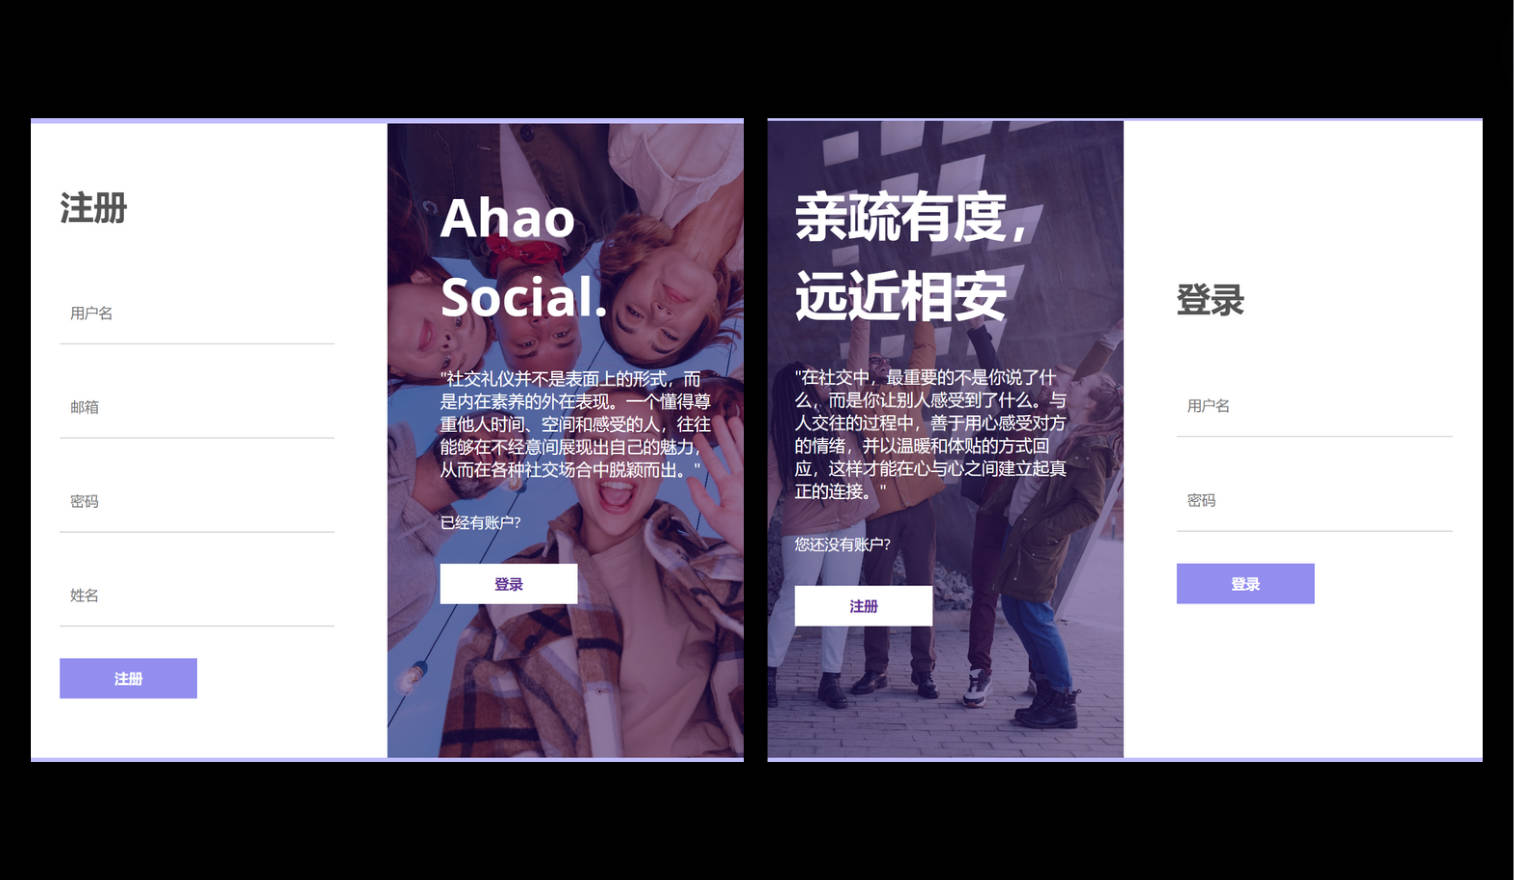 注册
用户名
邮箱
密码
姓名
注册
Ahao
Social.
"社交礼仪并不是表面上的形式，而
是内在素养的外在表现。一个懂得尊
重他人时间、空间和感受的人，往往
能够在不经意间展现出自己的魅力，
从而在各种社交场合中脱颖而出。"
已经有账户?
登录
亲疏有度，
远近相安
"在社交中，最重要的不是你说了什
么，而是你让别人感受到了什么。与
人交往的过程中，善于用心感受对方
的情绪，并以温暖和体贴的方式回
应，这样才能在心与心之间建立起真
正的连接。"
您还没有账户?
注册
登录
用户名
密码
登录